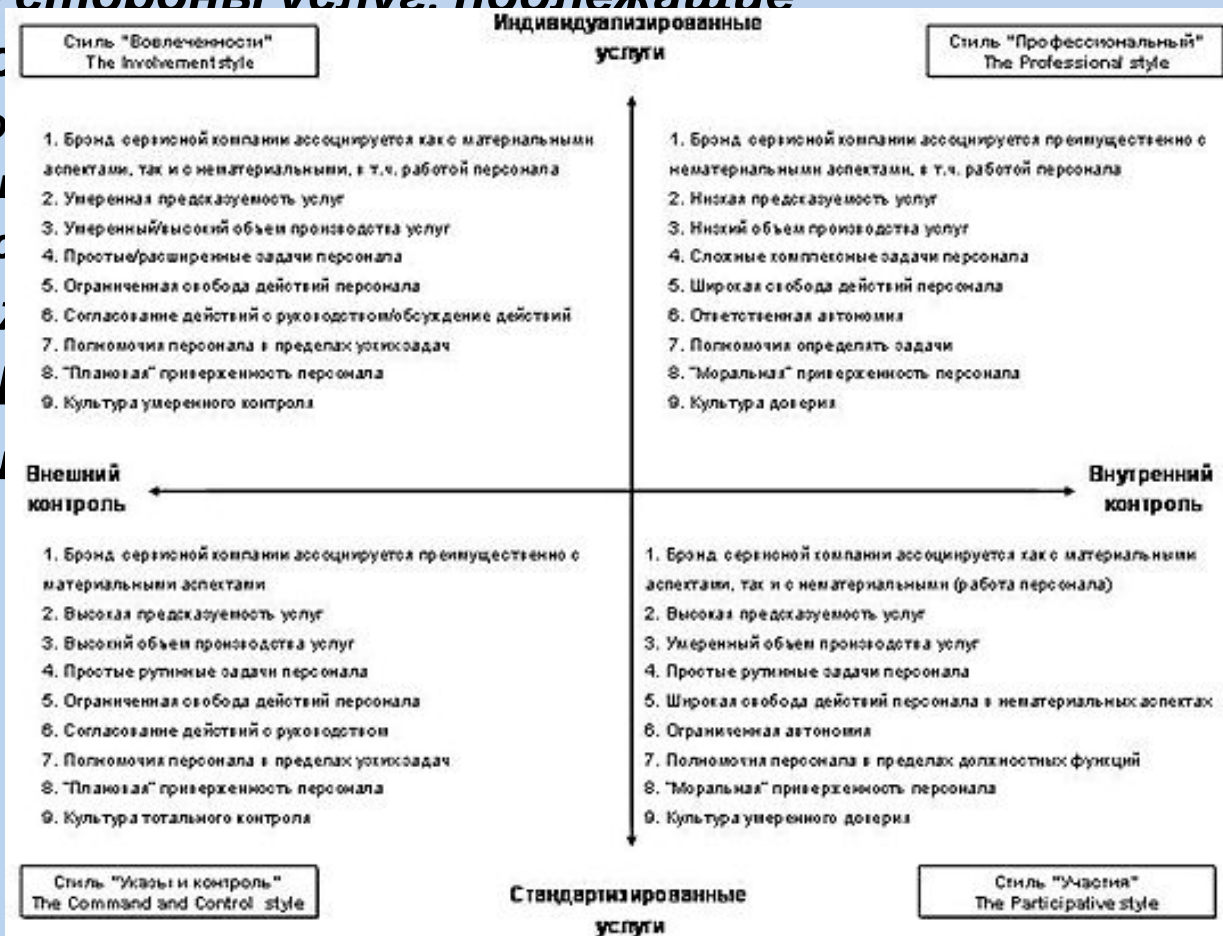 стороны услуг, подлежащие
Индивидуализированные
услуги
Стиль "Вовлеченности"
The Involvement style
Стиль "Профессиональный"
The Professional style
1. Брэнд сервисной компании ассоциируется как с материальными
аспектами, так и с нематериальными, в т.ч. работой персонала
2. Умеренная предсказуемость услуг
3. Умеренный/высокий объем производства услуг
4. Простые/расширенные задачи персонала
5. Ограниченная свобода действий персонала
6. Согласование действий с руководством/обсуждение действий
7. Полномочия персонала в пределах узких задач
8. "Плановая" приверженность персонала
9. Культура умеренного контроля
1. Брэнд сервисной компании ассоциируется преимущественно с
нематериальными аспектами, в т.ч. работой персонала
2. Низкая предсказуемость услуг
3. Низкий объем производства услуг
4. Сложные комплексные задачи персонала
5. Широкая свобода действий персонала
6. Ответственная автономия
7. Полномочия определять задачи
8. "Моральная" приверженность персонала
9. Культура доверия
Внешний
контроль
Внутренний
контроль
1. Брэнд сервисной компании ассоциируется преимущественно с
материальными аспектами
2. Высокая предсказуемость услуг
3. Высокий объем производства услуг
4. Простые рутинные задачи персонала
5. Ограниченная свобода действий персонала
6. Согласование действий с руководством
7. Полномочия персонала в пределах узких задач
8. "Плановая" приверженность персонала
9. Культура тотального контроля
1. Брэнд сервисной компании ассоциируется как с материальными
аспектами, так и с нематериальными (работа персонала)
2. Высокая предсказуемость услуг
3. Умеренный объем производства услуг
4. Простые рутинные задачи персонала
5. Широкая свобода действий персонала в нематериальных аспектах
6. Ограниченная автономия
7. Полномочия персонала в пределах должностных функций
8. "Моральная" приверженность персонала
9. Культура умеренного доверия
Стиль "Указы и контроль"
The Command and Control style
Стандартизированные
услуги
Стиль "Участия"
The Participative style